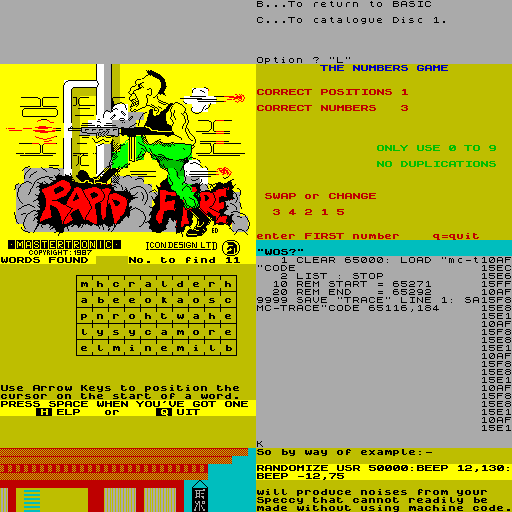 B...To return to BASIC
C...To catalogue Disc 1.
Option ? "L"
THE NUMBERS GAME
CORRECT POSITIONS 1
CORRECT NUMBERS 3
ONLY USE 0 TO 9
NO DUPLICATIONS
SWAP or CHANGE
3 4 2 1 5
enter FIRST number q=quit
RAPID FIRE
ED
MASTERTRONIC
COPYRIGHT 1987
ICON DESIGN LTD
WORDS FOUND No. to find 11
m h c r a l d e r h
a b e e o k a s c
p n r o h t w a h e
l y s y c a m o r e
e l m i n e m i l b
Use Arrow Keys to position the
cursor on the start of a word.
PRESS SPACE WHEN YOU'VE GOT ONE
H ELP or Q UIT
"WOS?"
1 CLEAR 65000: LOAD "mc-t10AF
"CODE 15EC
2 LIST : STOP 15E6
10 REM START = 65271 15FF
20 REM END = 65292 10AF
9999 SAVE "TRACE" LINE 1: SA15F8
MC-TRACE"CODE 65116,184 15E8
15E1
10AF
15E8
15E1
10AF
15E8
15E1
10AF
15E8
15E1
10AF
15E8
15E1
10AF
15E1
K
So by way of example:-
RANDOMIZE USR 50000:BEEP 12,130:
BEEP -12,75
will produce noises from your
Speccy that cannot readily be
made without using machine code.